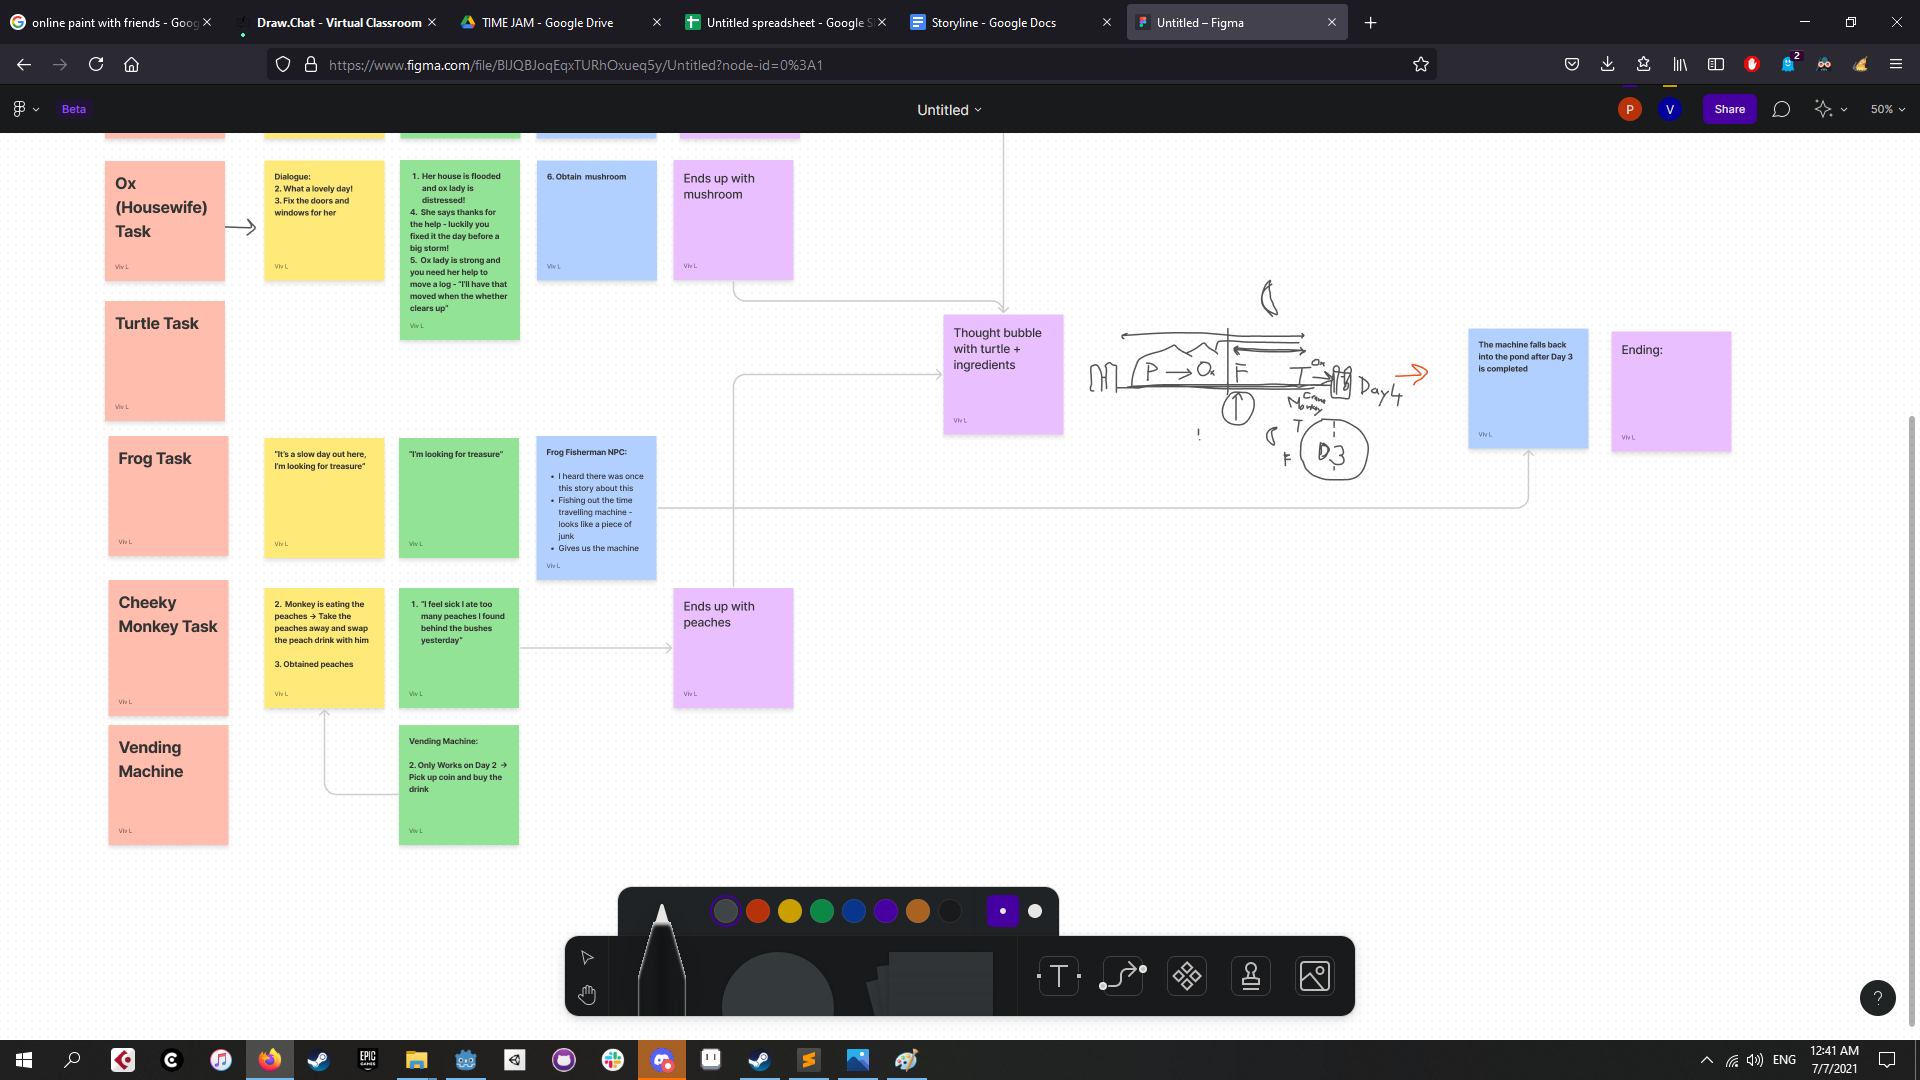 online paint with friends - Goog
Draw.Chat - Virtual Classroom
TIME JAM - Google Drive
Untitled spreadsheet - Google S
Storyline - Google Docs
Untitled – Figma
https://www.figma.com/file/BlJQBJoqEqxTURhOxueq5y/Untitled?node-id=0%3A1
2
Beta
Untitled
P
V
Share
50%
Ox
(Housewife)
Task
Viv L
Dialogue:
2. What a lovely day!
3. Fix the doors and
windows for her
Viv L
1. Her house is flooded
and ox lady is
distressed!
4. She says thanks for
the help - luckily you
fixed it the day before a
big storm!
5. Ox lady is strong and
you need her help to
move a log - "I'll have that
moved when the whether
clears up"
Viv L
6. Obtain mushroom
Viv L
Ends up with
mushroom
Viv L
Turtle Task
Viv L
Thought bubble
with turtle +
ingredients
Viv L
P → Ox F T
Ox
Day 4
Crane
Monkey
T
F
D3
The machine falls back
into the pond after Day 3
is completed
Viv L
Ending:
Viv L
Frog Task
Viv L
"It's a slow day out here,
I'm looking for treasure"
Viv L
"I'm looking for treasure"
Viv L
Frog Fisherman NPC:
• I heard there was once
this story about this
• Fishing out the time
travelling machine -
looks like a piece of
junk
• Gives us the machine
Viv L
Cheeky
Monkey Task
Viv L
2. Monkey is eating the
peaches → Take the
peaches away and swap
the peach drink with him
3. Obtained peaches
Viv L
1. "I feel sick I ate too
many peaches I found
behind the bushes
yesterday"
Viv L
Ends up with
peaches
Viv L
Vending
Machine
Viv L
Vending Machine:
2. Only Works on Day 2 →
Pick up coin and buy the
drink
Viv L
T
?
EPIC
GAMES
ENG
12:41 AM
7/7/2021